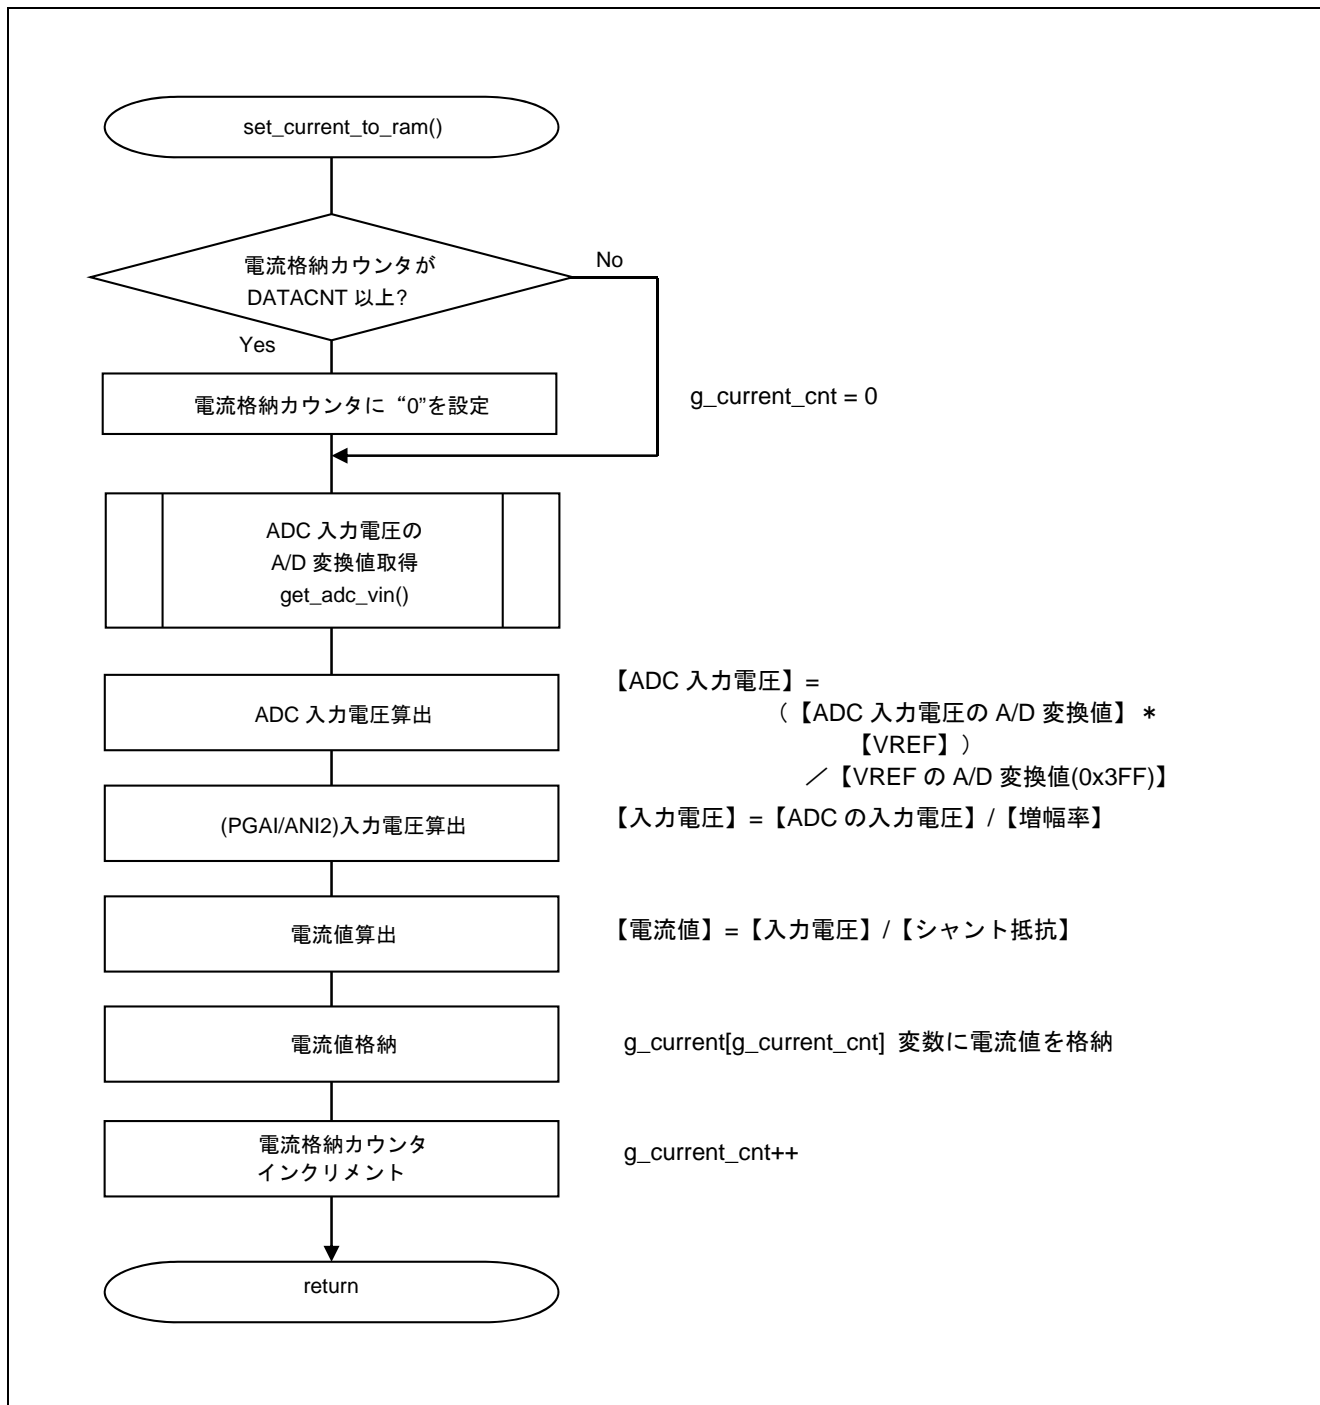 set_current_to_ram()
電流格納カウンタが
DATACNT 以上?
No
Yes
電流格納カウンタに “0”を設定
g_current_cnt = 0
ADC 入力電圧の
A/D 変換値取得
get_adc_vin()
ADC 入力電圧算出
【ADC 入力電圧】=
(【ADC 入力電圧の A/D 変換値】*
【VREF】)
／【VREF の A/D 変換値(0x3FF)】
(PGAI/ANI2)入力電圧算出
【入力電圧】=【ADC の入力電圧】/【増幅率】
電流値算出
【電流値】=【入力電圧】/【シャント抵抗】
電流値格納
g_current[g_current_cnt] 変数に電流値を格納
電流格納カウンタ
インクリメント
g_current_cnt++
return